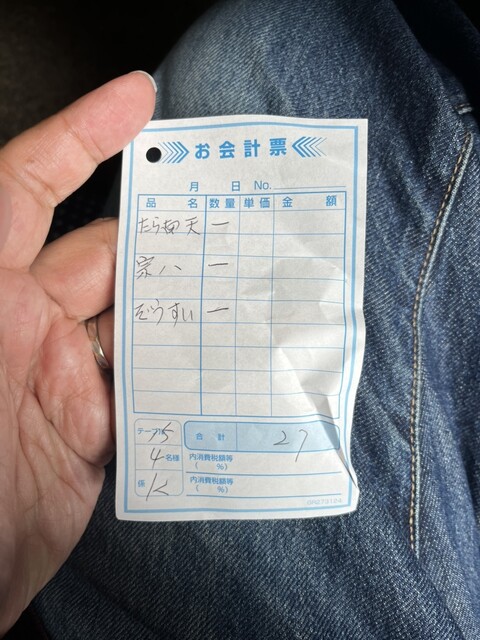 お会計票
月 日 No.
品 名 数量 単価 金 額
たら白天 一
宗八 一
ぞうすい 一
テーブル 15 合 計 27
4 名様 内消費税額等
( %)
係 K 内消費税額等
( %)